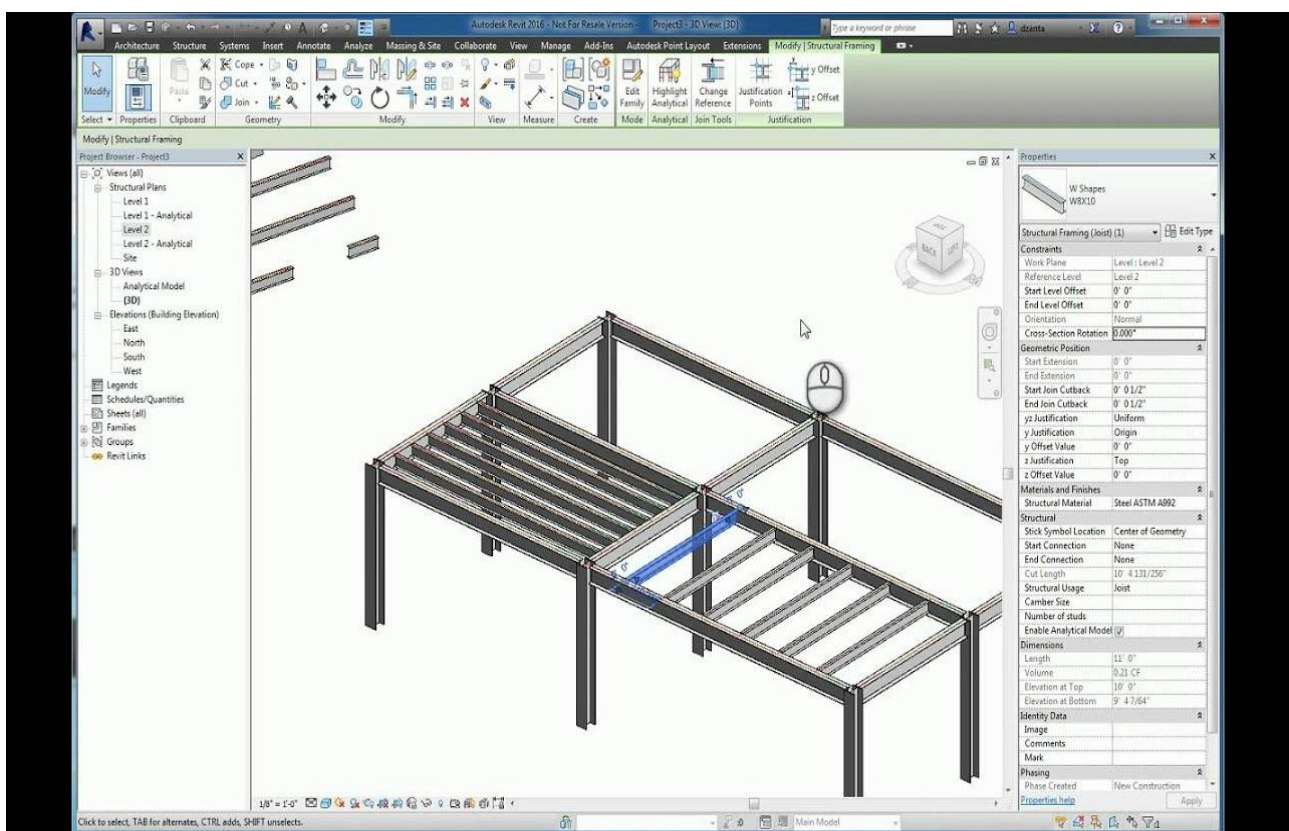 Autodesk Revit 2016 - Not For Resale Version - Project3 - 3D View: {3D}
Type a keyword or phrase
dzanta
Architecture Structure Systems Insert Annotate Analyze Massing & Site Collaborate View Manage Add-Ins Autodesk Point Layout Extensions Modify | Structural Framing
Modify
Paste
Cope
Cut
Join
Edit Family
Highlight Analytical
Change Reference
Justification Points
y Offset
z Offset
Select Properties Clipboard Geometry Modify View Measure Create Mode Analytical Join Tools Justification
Modify | Structural Framing
Project Browser - Project3
Views (all)
Structural Plans
Level 1
Level 1 - Analytical
Level 2
Level 2 - Analytical
Site
3D Views
Analytical Model
{3D}
Elevations (Building Elevation)
East
North
South
West
Legends
Schedules/Quantities
Sheets (all)
Families
Groups
Revit Links
BACK
LEFT
0
Properties
W Shapes
W8X10
Structural Framing (Joist) (1) Edit Type
Constraints
Work Plane Level : Level 2
Reference Level Level 2
Start Level Offset 0' 0"
End Level Offset 0' 0"
Orientation Normal
Cross-Section Rotation 0.000°
Geometric Position
Start Extension 0' 0"
End Extension 0' 0"
Start Join Cutback 0' 0 1/2"
End Join Cutback 0' 0 1/2"
yz Justification Uniform
y Justification Origin
y Offset Value 0' 0"
z Justification Top
z Offset Value 0' 0"
Materials and Finishes
Structural Material Steel ASTM A992
Structural
Stick Symbol Location Center of Geometry
Start Connection None
End Connection None
Cut Length 10' 4 131/256"
Structural Usage Joist
Camber Size
Number of studs
Enable Analytical Model
Dimensions
Length 11' 0"
Volume 0.21 CF
Elevation at Top 10' 0"
Elevation at Bottom 9' 4 7/64"
Identity Data
Image
Comments
Mark
Phasing
Phase Created New Construction
Properties help Apply
1/8" = 1'-0"
Click to select, TAB for alternates, CTRL adds, SHIFT unselects.
:0
Main Model
:1